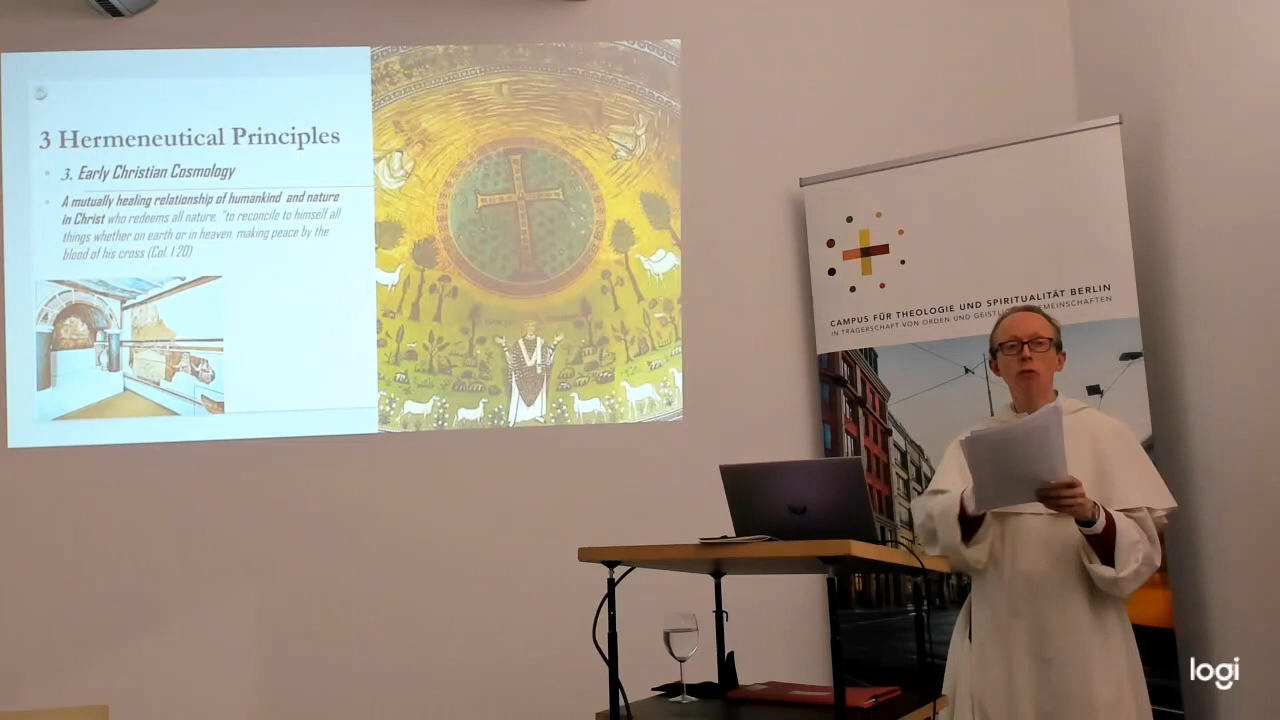 3 Hermeneutical Principles
3. Early Christian Cosmology
A mutually healing relationship of humankind and nature
in Christ who redeems all nature. "to reconcile to himself all
things whether on earth or in heaven. making peace by the
blood of his cross (Col. 1:20)
CAMPUS FÜR THEOLOGIE UND SPIRITUALITÄT BERLIN
IN TRÄGERSCHAFT VON ORDEN UND
logi